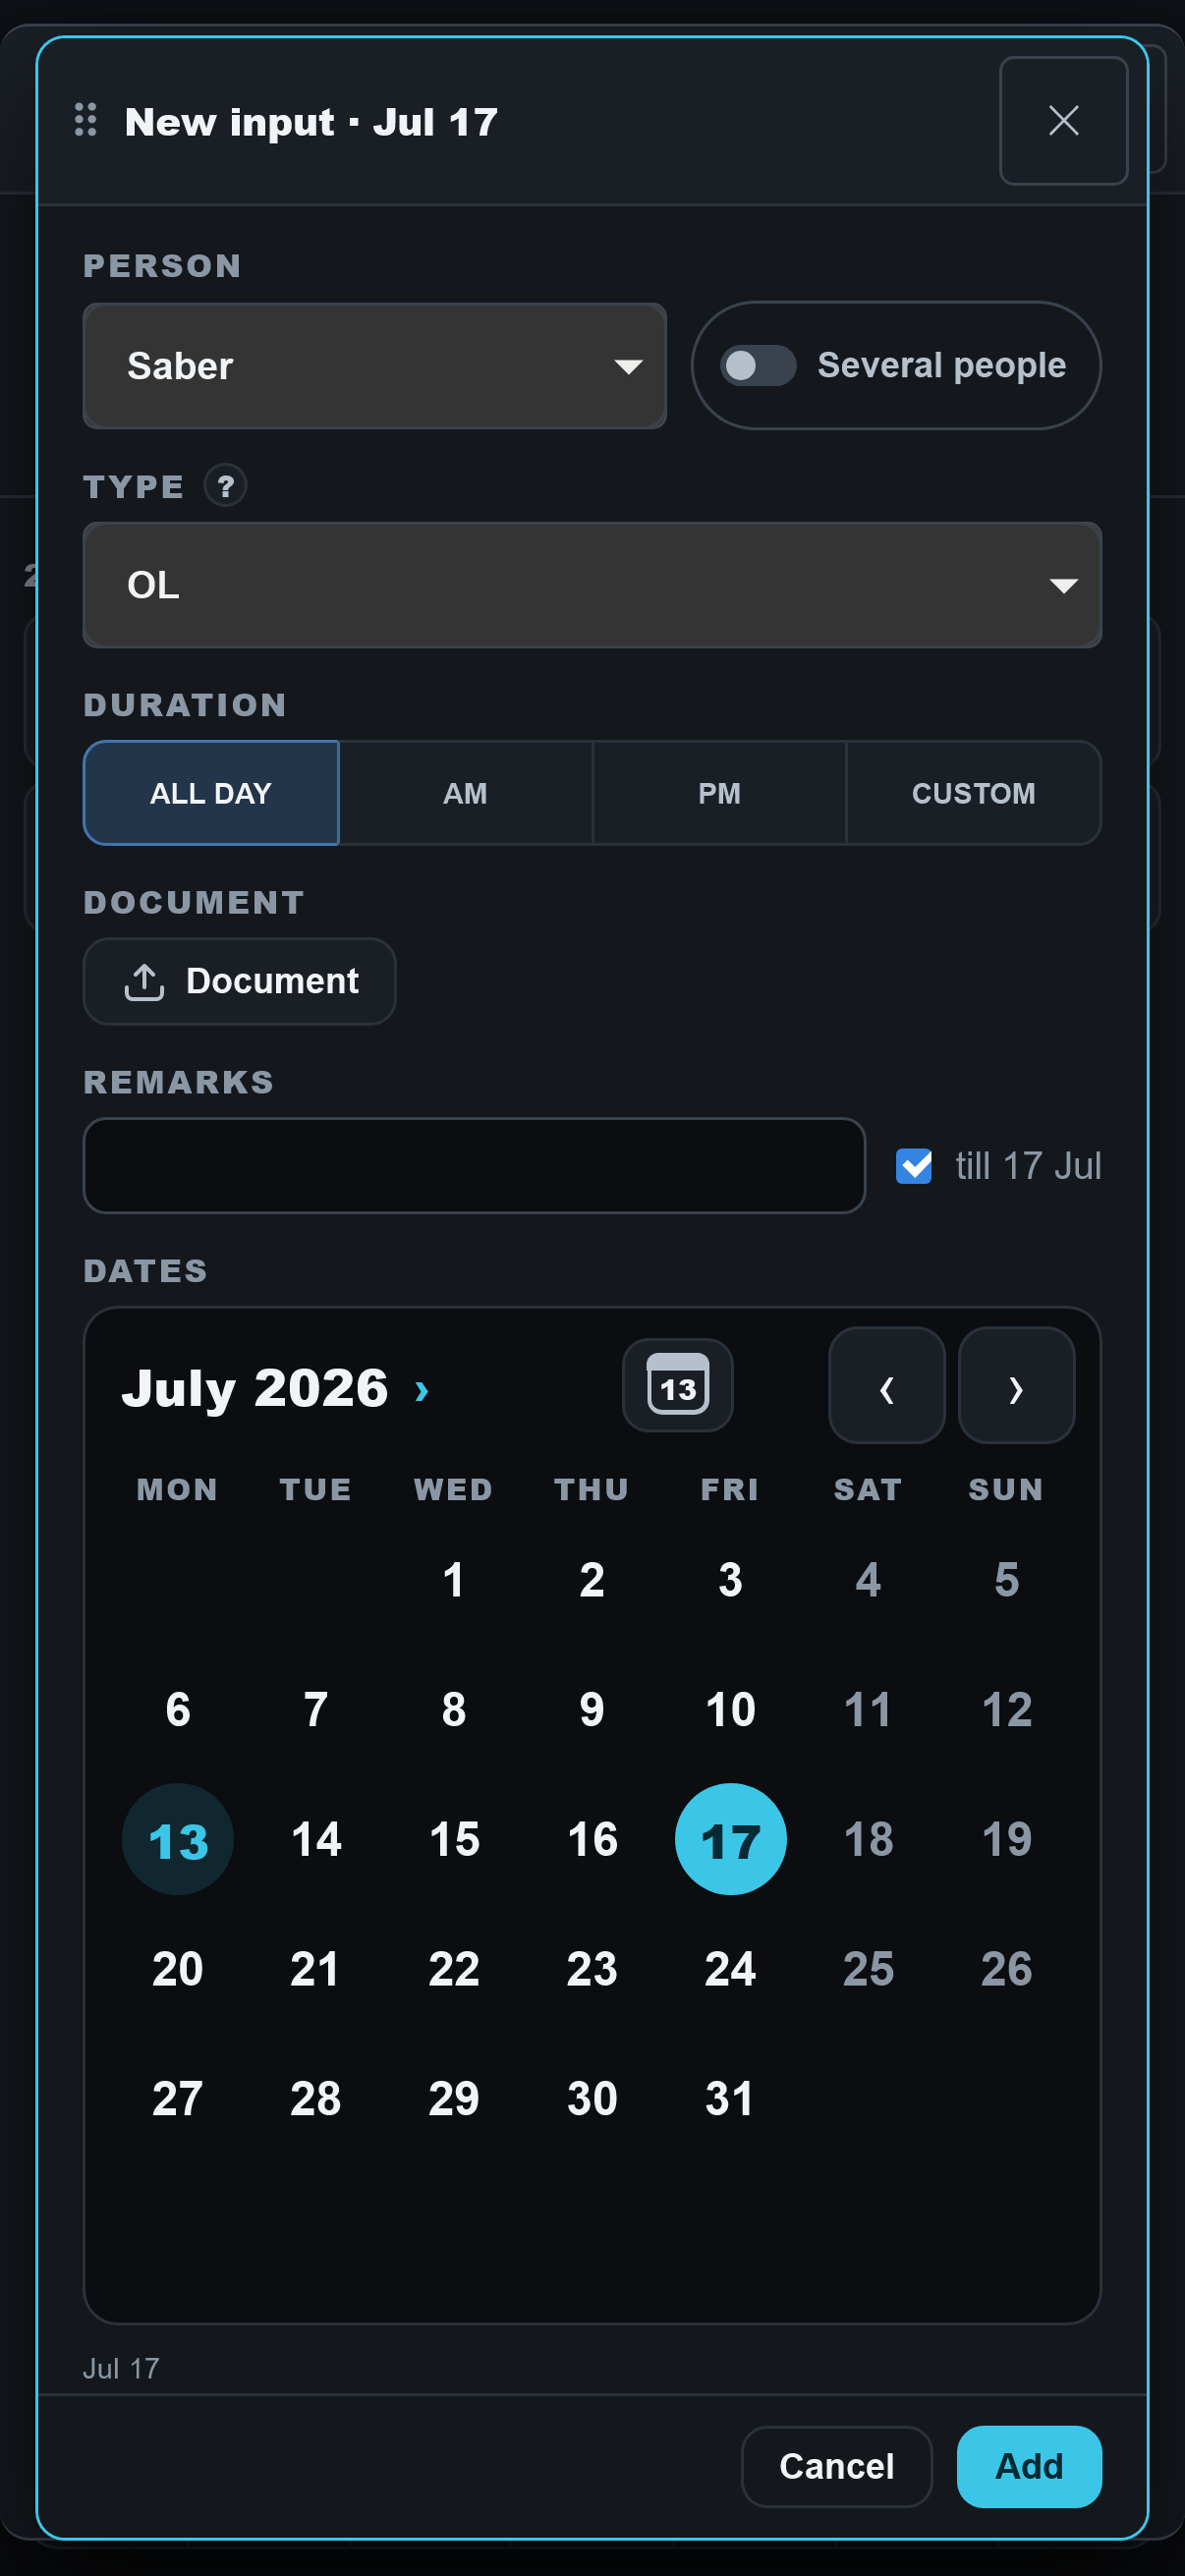 New input · Jul 17
PERSON
Saber
Several people
TYPE ?
OL
DURATION
ALL DAY AM PM CUSTOM
DOCUMENT
Document
REMARKS
till 17 Jul
DATES
July 2026 ›
13
‹ ›
MON TUE WED THU FRI SAT SUN
1 2 3 4 5
6 7 8 9 10 11 12
13 14 15 16 17 18 19
20 21 22 23 24 25 26
27 28 29 30 31
Jul 17
Cancel Add